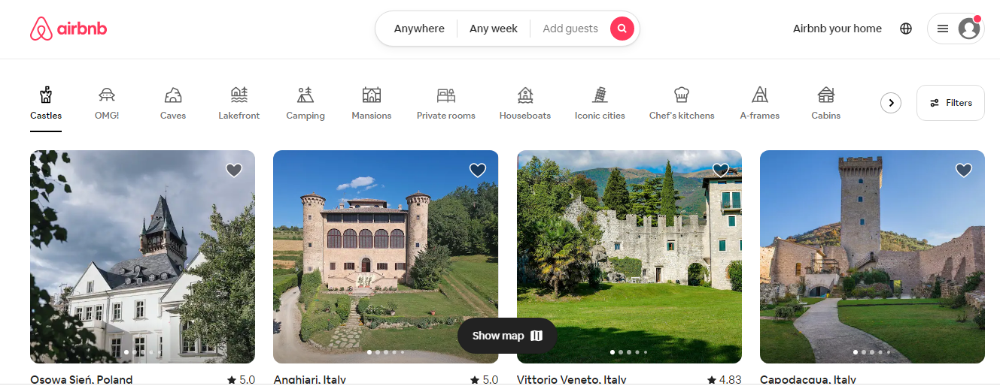 airbnb
Anywhere
Any week
Add guests
Airbnb your home
Castles
OMG!
Caves
Lakefront
Camping
Mansions
Private rooms
Houseboats
Iconic cities
Chef's kitchens
A-frames
Cabins
Filters
Show map
Osowa Sień, Poland
5.0
Anghiari, Italy
5.0
Vittorio Veneto, Italy
4.83
Capodacqua, Italy